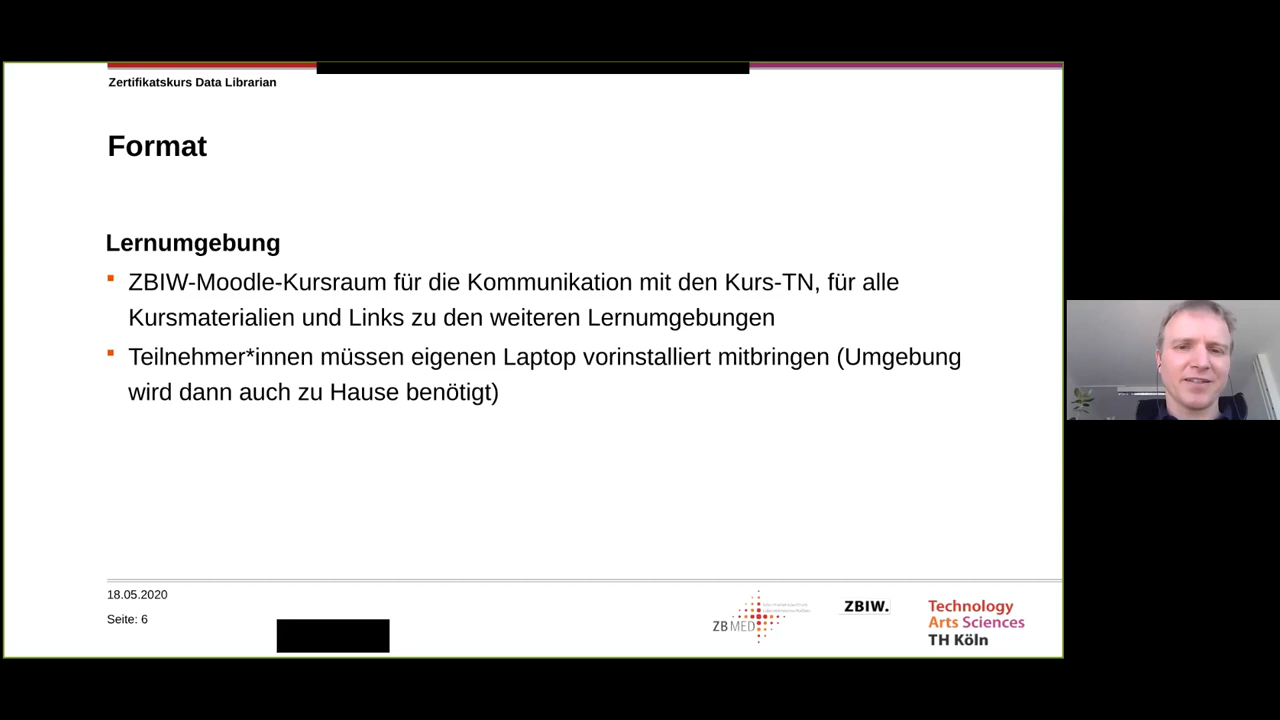 Zertifikatskurs Data Librarian
Format
Lernumgebung
ZBIW-Moodle-Kursraum für die Kommunikation mit den Kurs-TN, für alle
Kursmaterialien und Links zu den weiteren Lernumgebungen
Teilnehmer*innen müssen eigenen Laptop vorinstalliert mitbringen (Umgebung
wird dann auch zu Hause benötigt)
18.05.2020
Seite: 6
ZB MED
ZBIW.
Technology
Arts Sciences
TH Köln